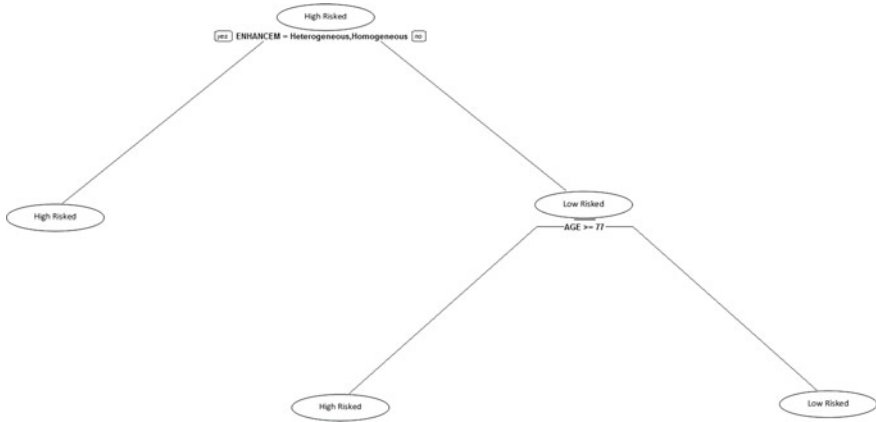 High Risked
yes ENHANCEM = Heterogeneous,Homogeneous no
High Risked
Low Risked
AGE >= 77
High Risked
Low Risked